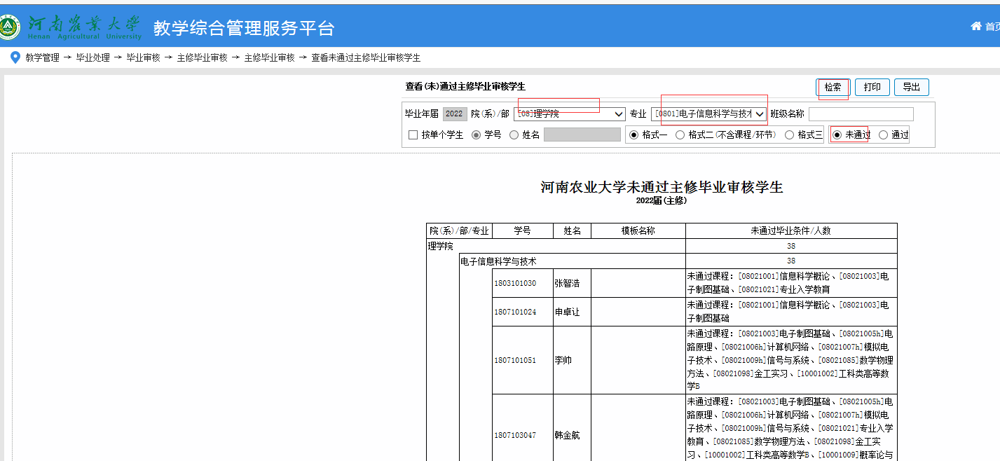 河南农业大学
Henan Agricultural University
教学综合管理服务平台
首页
教学管理 → 毕业处理 → 毕业审核 → 主修毕业审核 → 主修毕业审核 → 查看未通过主修毕业审核学生
查看(未)通过主修毕业审核学生
检索 打印 导出
毕业年届 2022 院(系)/部 [08]理学院 专业 [0801]电子信息科学与技术 班级名称
按单个学生 学号 姓名 格式一 格式二(不含课程/环节) 格式三 未通过 通过
河南农业大学未通过主修毕业审核学生
2022届(主修)
院(系)/部/专业 学号 姓名 模板名称 未通过毕业条件/人数
理学院 38
电子信息科学与技术 38
1803101030 张智浩 未通过课程：[08021001]信息科学概论、[08021003]电
子制图基础、[08021021]专业入学教育
1807101024 申卓让 未通过课程：[08021001]信息科学概论、[08021003]电
子制图基础
1807101051 李帅 未通过课程：[08021003]电子制图基础、[08021005h]电
路原理、[08021006h]计算机网络、[08021007h]模拟电
子技术、[08021009h]信号与系统、[08021085]数学物理
方法、[08021098]金工实习、[10001002]工科类高等数
学B
1807103047 韩金航 未通过课程：[08021003]电子制图基础、[08021005h]电
路原理、[08021006h]计算机网络、[08021007h]模拟电
子技术、[08021009h]信号与系统、[08021021]专业入学
教育、[08021085]数学物理方法、[08021098]金工实
习、[10001002]工科类高等数学B、[10001009]概率论与